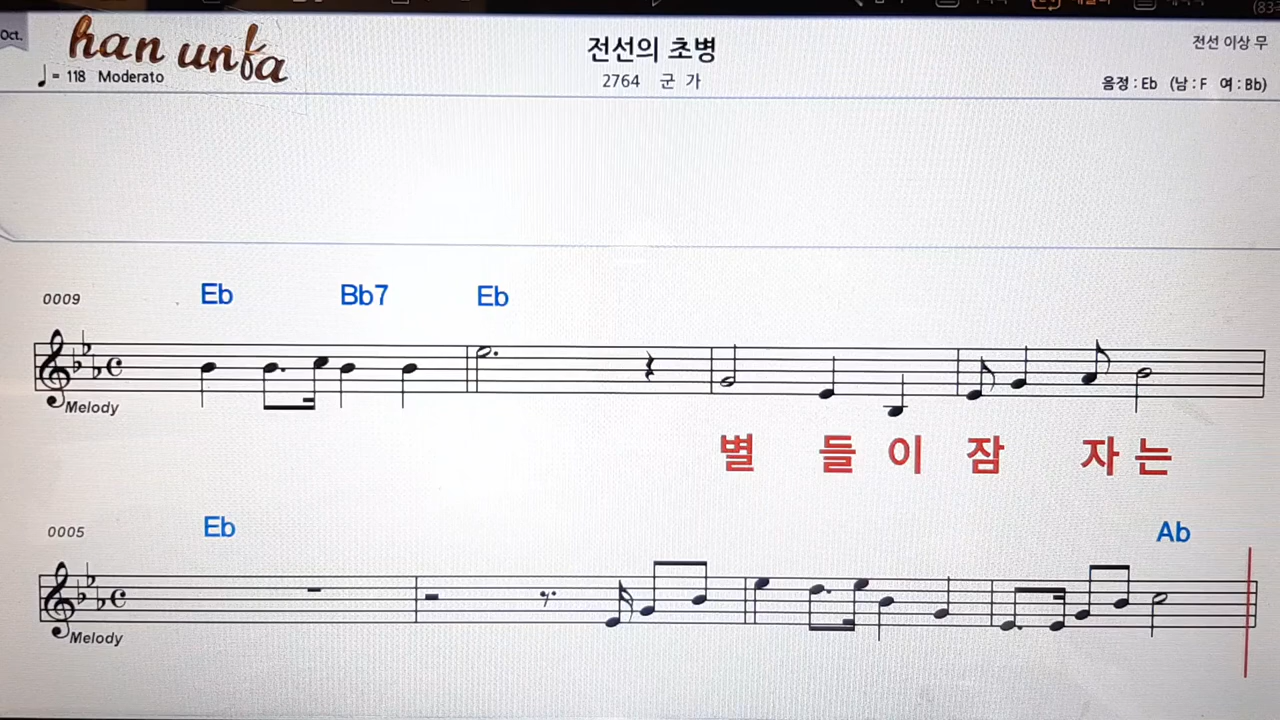 Oct.
han unfa
전선의 초병
전선 이상 무
= 118 Moderato
2764 군 가
음정 : Eb (남 : F 여 : Bb)
0009 Eb Bb7 Eb
Melody
별 들 이 잠 자 는
0005 Eb Ab
Melody